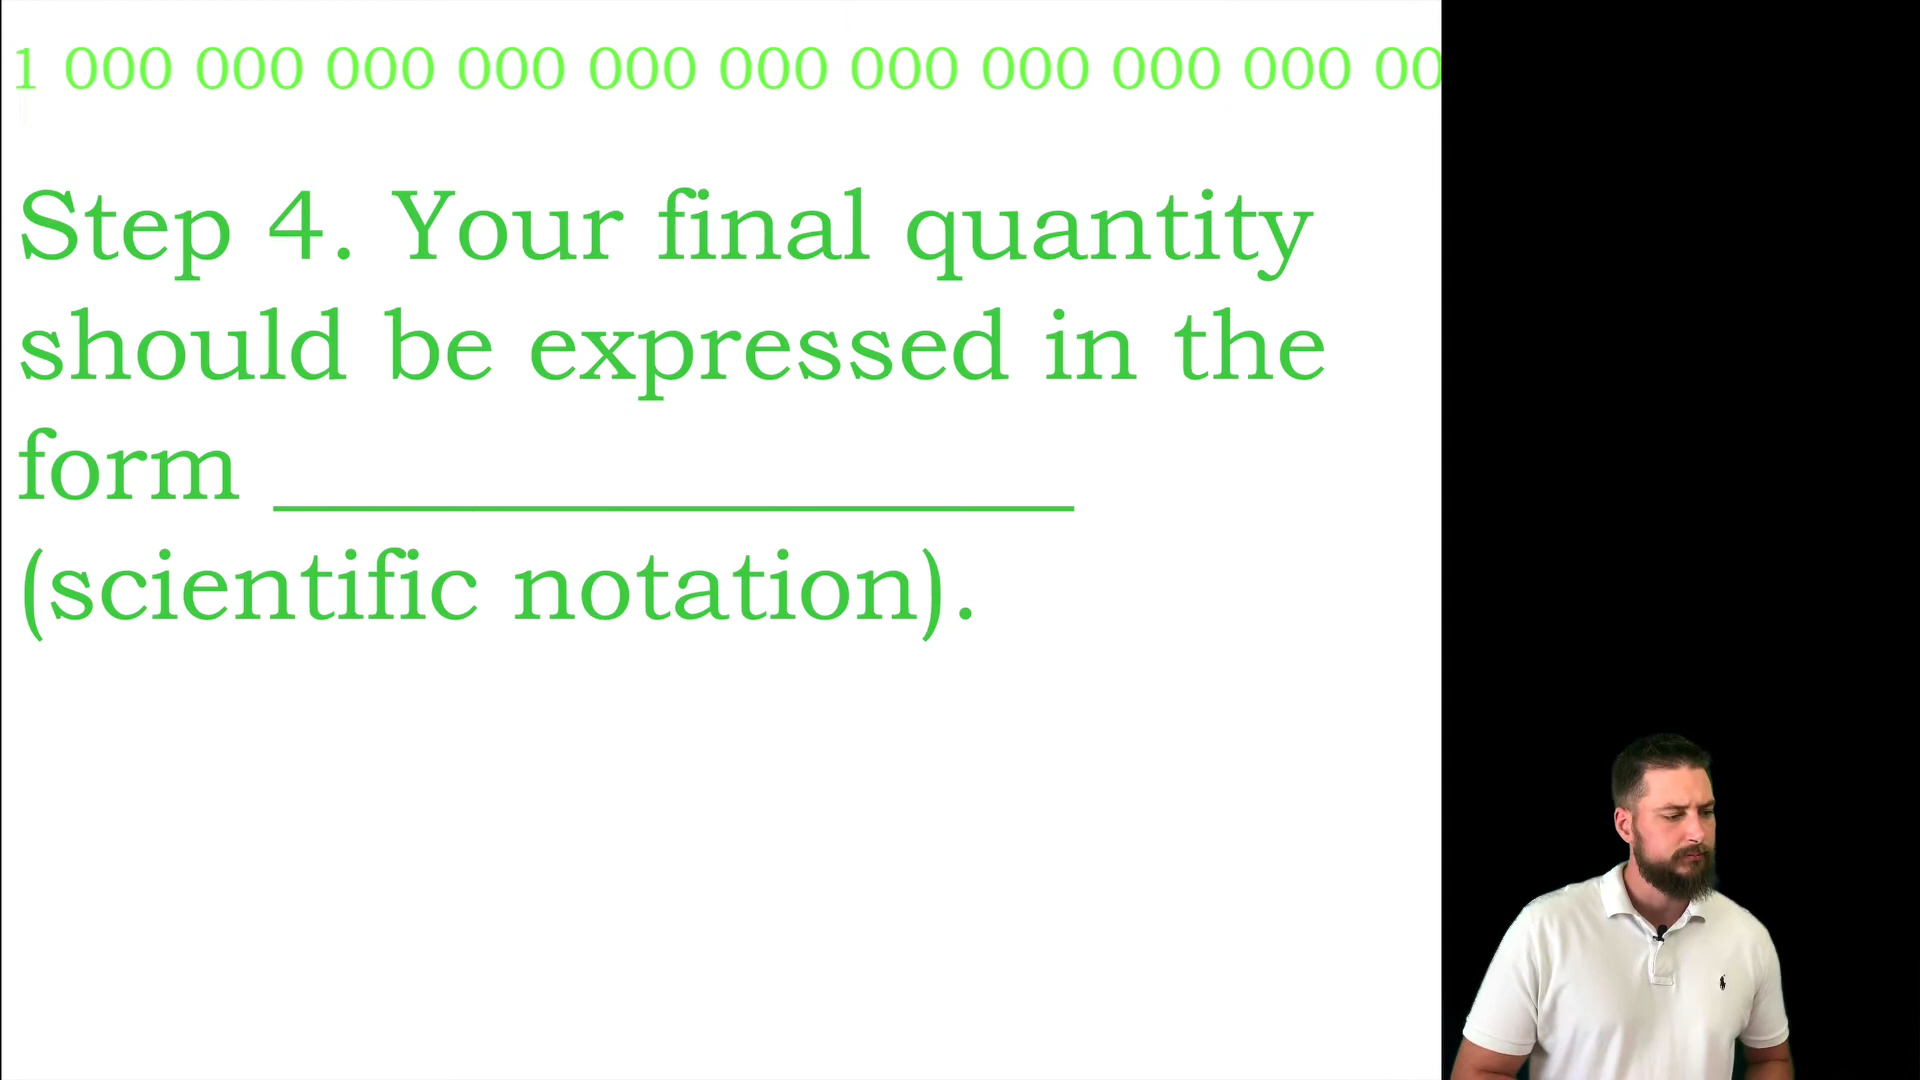 1 000 000 000 000 000 000 000 000 000 000 00
Step 4. Your final quantity
should be expressed in the
form ____________________
(scientific notation).